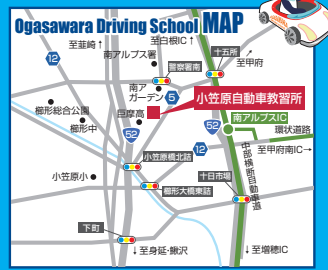 Ogasawara Driving School MAP
至韮崎↑
至白根IC↑
十五所
↗至甲府
南アルプス署
警察署南
12
南ア
ガーデン
5
小笠原自動車教習所
櫛形総合公園
櫛形中
巨摩高
52
52
南アルプスIC
環状道路
小笠原橋北詰
12
至甲府南IC→
中部横断自動車道
小笠原小
櫛形大橋東詰
十日市場
下町
↓至身延・鰍沢
↓至増穂IC